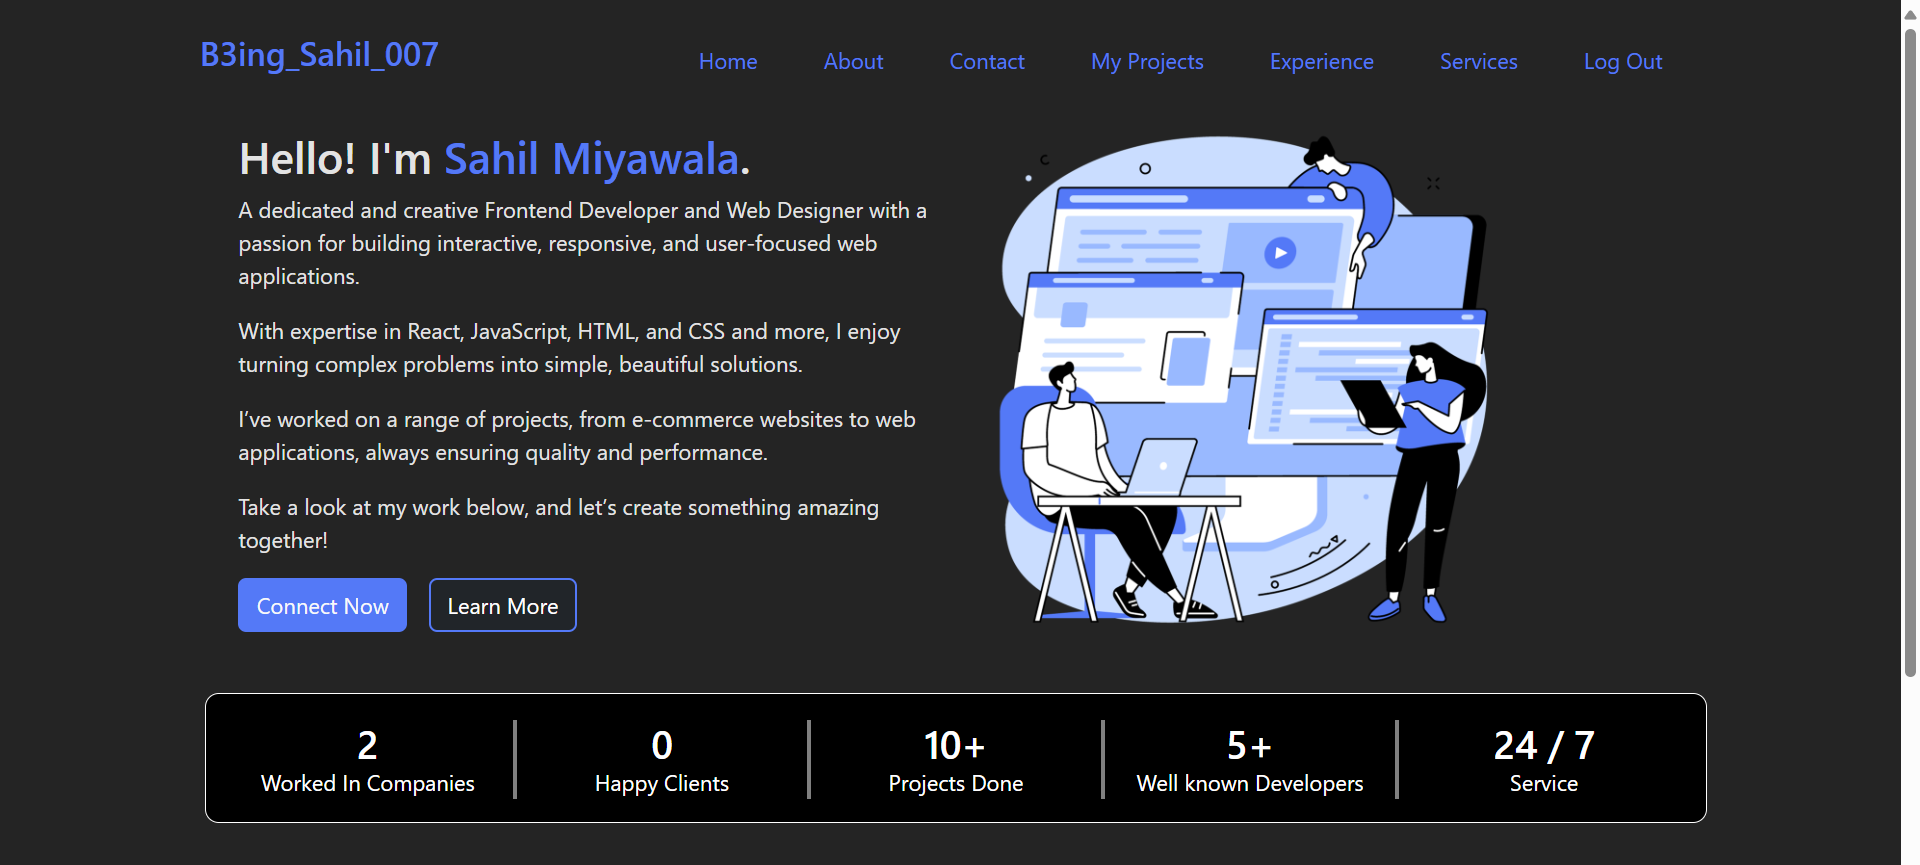 B3ing_Sahil_007
Home About Contact My Projects Experience Services Log Out
Hello! I'm Sahil Miyawala.
A dedicated and creative Frontend Developer and Web Designer with a
passion for building interactive, responsive, and user-focused web
applications.
With expertise in React, JavaScript, HTML, and CSS and more, I enjoy
turning complex problems into simple, beautiful solutions.
I’ve worked on a range of projects, from e-commerce websites to web
applications, always ensuring quality and performance.
Take a look at my work below, and let’s create something amazing
together!
Connect Now Learn More
2 0 10+ 5+ 24 / 7
Worked In Companies Happy Clients Projects Done Well known Developers Service